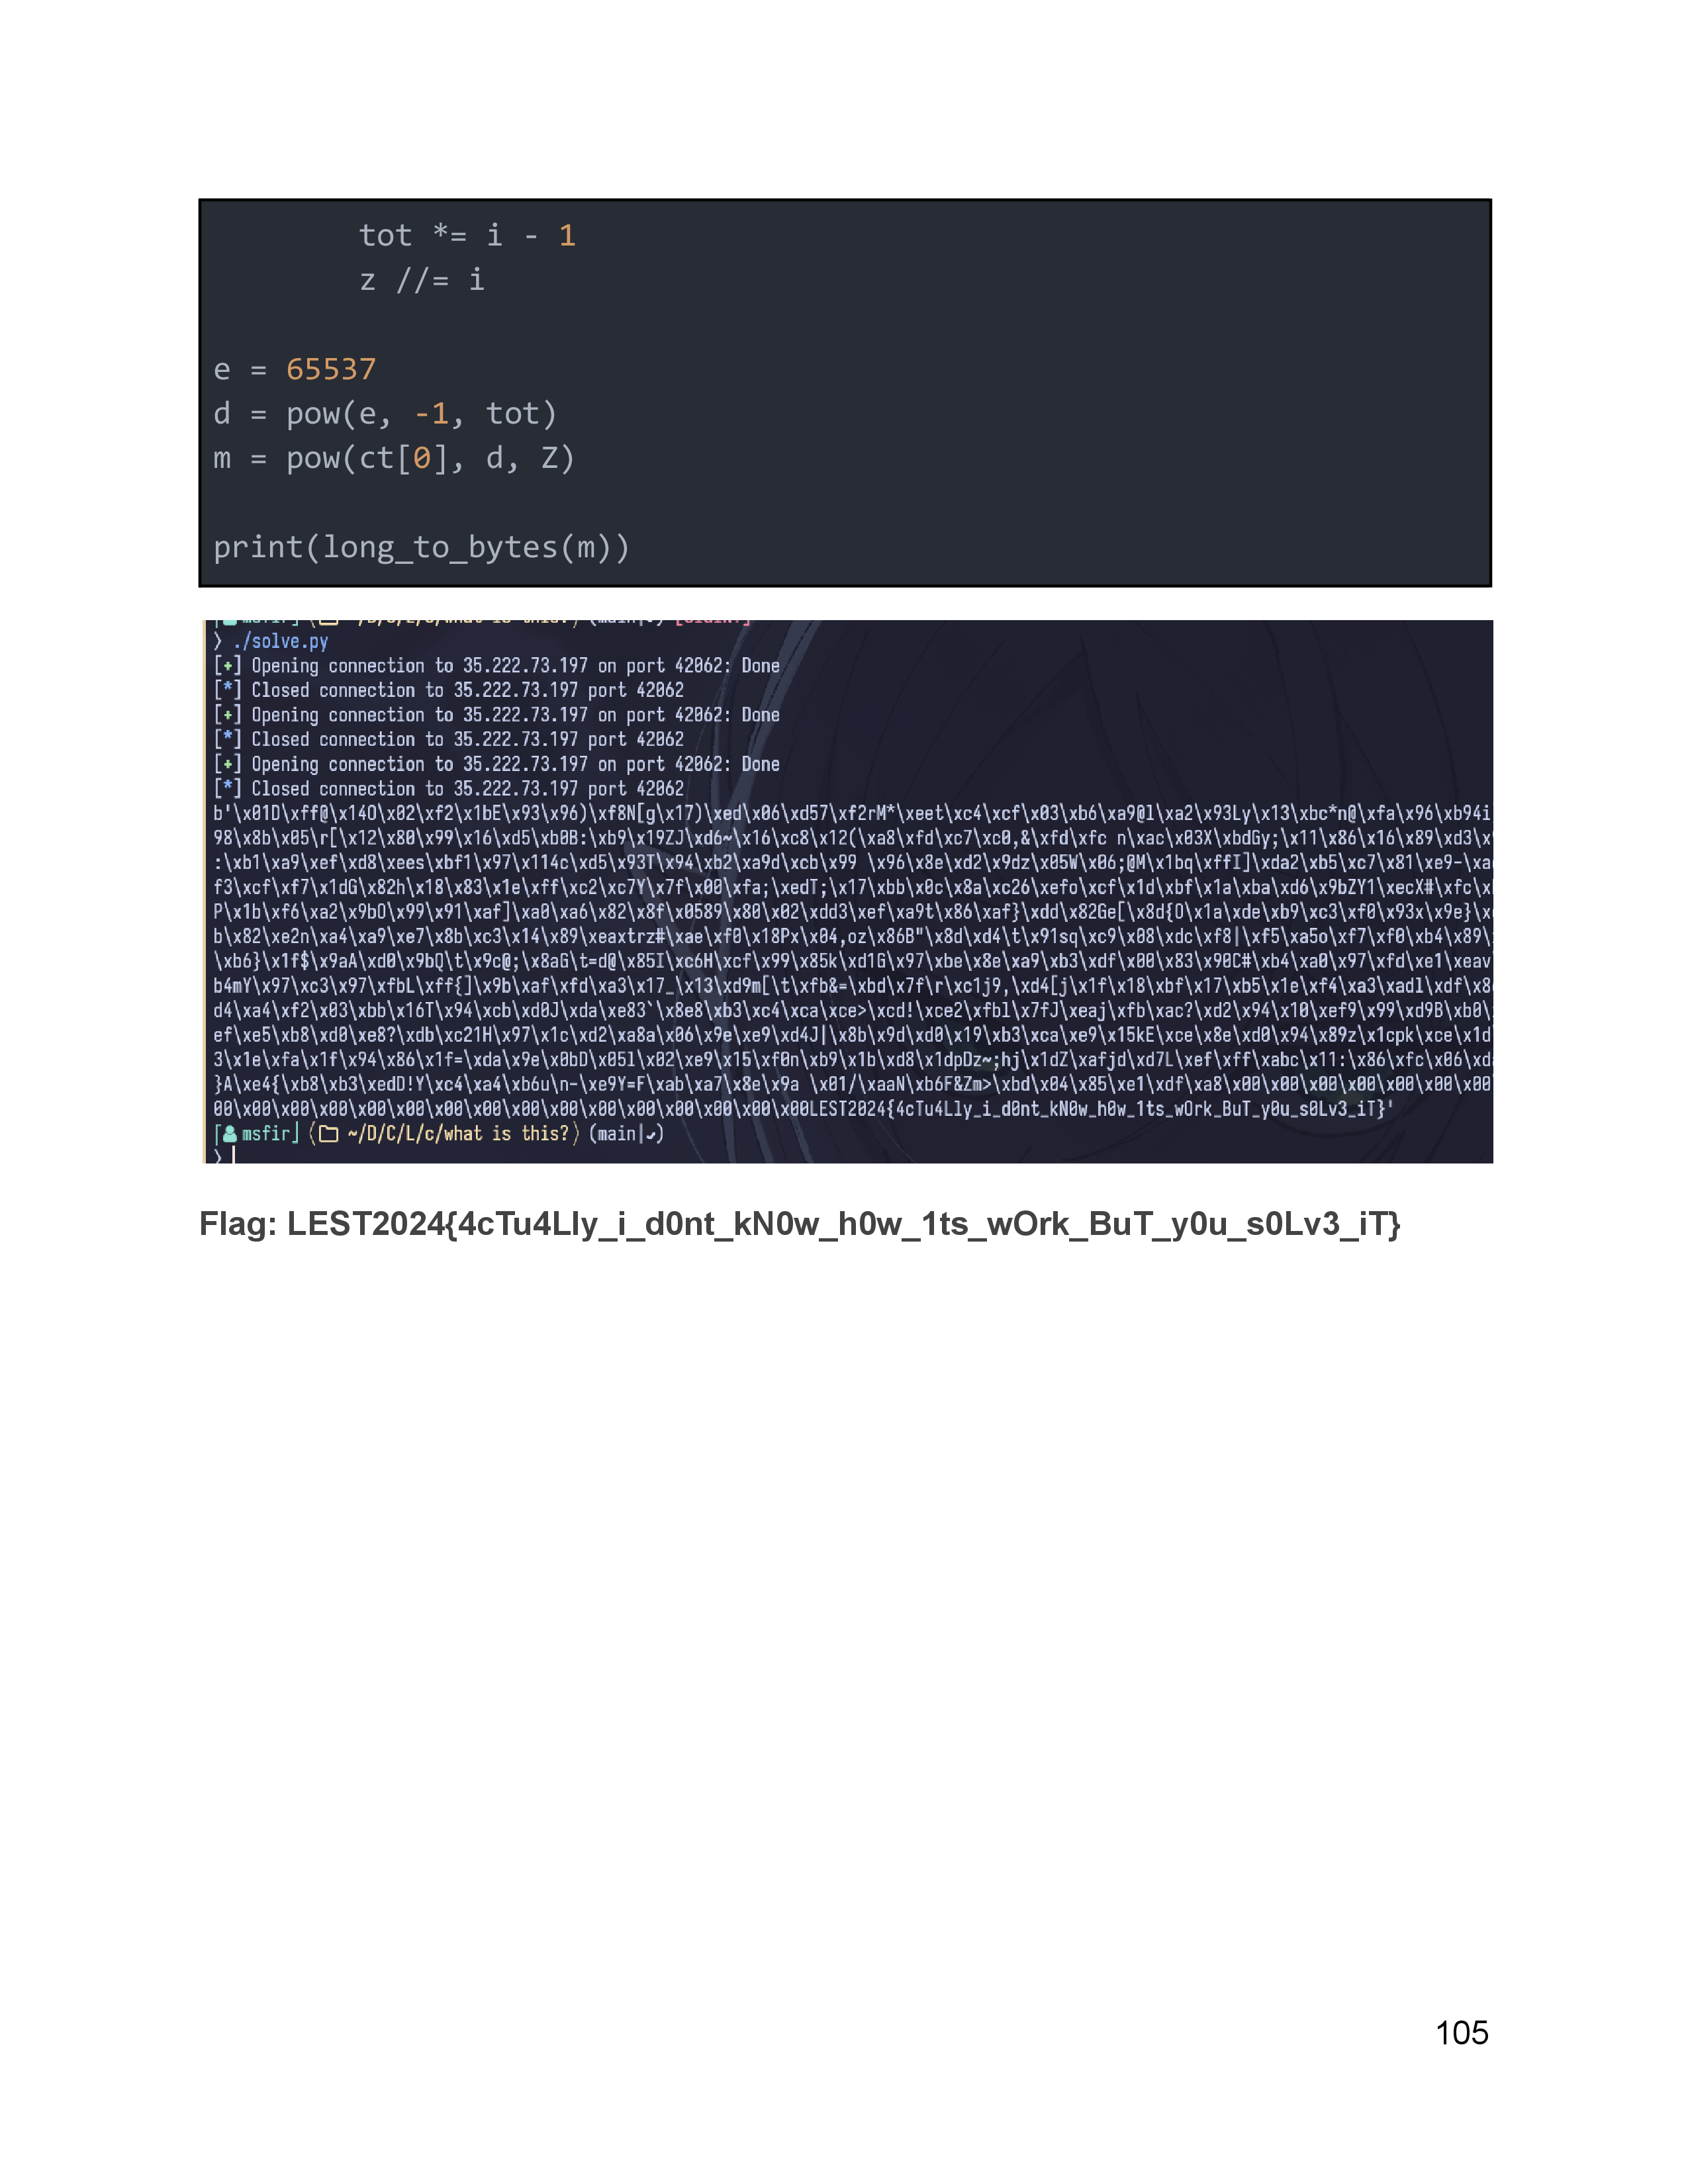 tot *= i - 1
        z //= i
e = 65537
d = pow(e, -1, tot)
m = pow(ct[0], d, Z)
print(long_to_bytes(m))
❯ ./solve.py
[+] Opening connection to 35.222.73.197 on port 42062: Done
[*] Closed connection to 35.222.73.197 port 42062
[+] Opening connection to 35.222.73.197 on port 42062: Done
[*] Closed connection to 35.222.73.197 port 42062
[+] Opening connection to 35.222.73.197 on port 42062: Done
[*] Closed connection to 35.222.73.197 port 42062
b'\x01D\xff@\x14O\x02\xf2\x1bE\x93\x96)\xf8N[g\x17)\xed\x06\xd57\xf2rM*\xeet\xc4\xcf\x03\xb6\xa9@l\xa2\x93Ly\x13\xbc*n@\xfa\x96\xb94i
98\x8b\x05\r[\x12\x80\x99\x16\xd5\xb0B:\xb9\x19ZJ\xd6~\x16\xc8\x12(\xa8\xfd\xc7\xc0,&\xfd\xfc n\xac\x03X\xbdGy;\x11\x86\x16\x89\xd3\x
:\xb1\xa9\xef\xd8\xees\xbf1\x97\x114c\xd5\x93T\x94\xb2\xa9d\xcb\x99 \x96\x8e\xd2\x9dz\x05W\x06;@M\x1bq\xffI]\xda2\xb5\xc7\x81\xe9-\xa
f3\xcf\xf7\x1dG\x82h\x18\x83\x1e\xff\xc2\xc7Y\x7f\x00\xfa;\xedT;\x17\xbb\x0c\x8a\xc26\xefo\xcf\x1d\xbf\x1a\xba\xd6\x9bZY1\xecX#\xfc\
P\x1b\xf6\xa2\x9bO\x99\x91\xaf]\xa0\xa6\x82\x8f\x0589\x80\x02\xdd3\xef\xa9t\x86\xaf}\xdd\x82Ge[\x8d{O\x1a\xde\xb9\xc3\xf0\x93x\x9e}\x
b\x82\xe2n\xa4\xa9\xe7\x8b\xc3\x14\x89\xeaxtrz#\xae\xf0\x18Px\x04,oz\x86B"\x8d\xd4\t\x91sq\xc9\x08\xdc\xf8|\xf5\xa5o\xf7\xf0\xb4\x89\
\xb6}\x1f$\x9aA\xd0\x9bQ\t\x9c@;\x8aG\t=d@\x85I\xc6H\xcf\x99\x85k\xd1G\x97\xbe\x8e\xa9\xb3\xdf\x00\x83\x90C#\xb4\xa0\x97\xfd\xe1\xeav
b4mY\x97\xc3\x97\xfbL\xff{]\x9b\xaf\xfd\xa3\x17_\x13\xd9m[\t\xfb&=\xbd\x7f\r\xc1j9,\xd4[j\x1f\x18\xbf\x17\xb5\x1e\xf4\xa3\xadl\xdf\x8
d4\xa4\xf2\x03\xbb\x16T\x94\xcb\xd0J\xda\xe83`\x8e8\xb3\xc4\xca\xce>\xcd!\xce2\xfbl\x7fJ\xeaj\xfb\xac?\xd2\x94\x10\xef9\x99\xd9B\xb0\
ef\xe5\xb8\xd0\xe8?\xdb\xc21H\x97\x1c\xd2\xa8a\x06\x9e\xe9\xd4J|\x8b\x9d\xd0\x19\xb3\xca\xe9\x15kE\xce\x8e\xd0\x94\x89z\x1cpk\xce\x1d
3\x1e\xfa\x1f\x94\x86\x1f=\xda\x9e\x0bD\x05l\x02\xe9\x15\xf0n\xb9\x1b\xd8\x1dpDz~;hj\x1dZ\xafjd\xd7L\xef\xff\xabc\x11:\x86\xfc\x06\xd
}A\xe4{\xb8\xb3\xedD!Y\xc4\xa4\xb6u\n-\xe9Y=F\xab\xa7\x8e\x9a \x01/\xaaN\xb6F&Zm>\xbd\x04\x85\xe1\xdf\xa8\x00\x00\x00\x00\x00\x00\x00
00\x00\x00\x00\x00\x00\x00\x00\x00\x00\x00\x00\x00\x00\x00LEST2024{4cTu4Lly_i_d0nt_kN0w_h0w_1ts_wOrk_BuT_y0u_s0Lv3_iT}'
msfir ~/D/C/L/c/what is this? (main|✔)
❯
Flag: LEST2024{4cTu4Lly_i_d0nt_kN0w_h0w_1ts_wOrk_BuT_y0u_s0Lv3_iT}
105